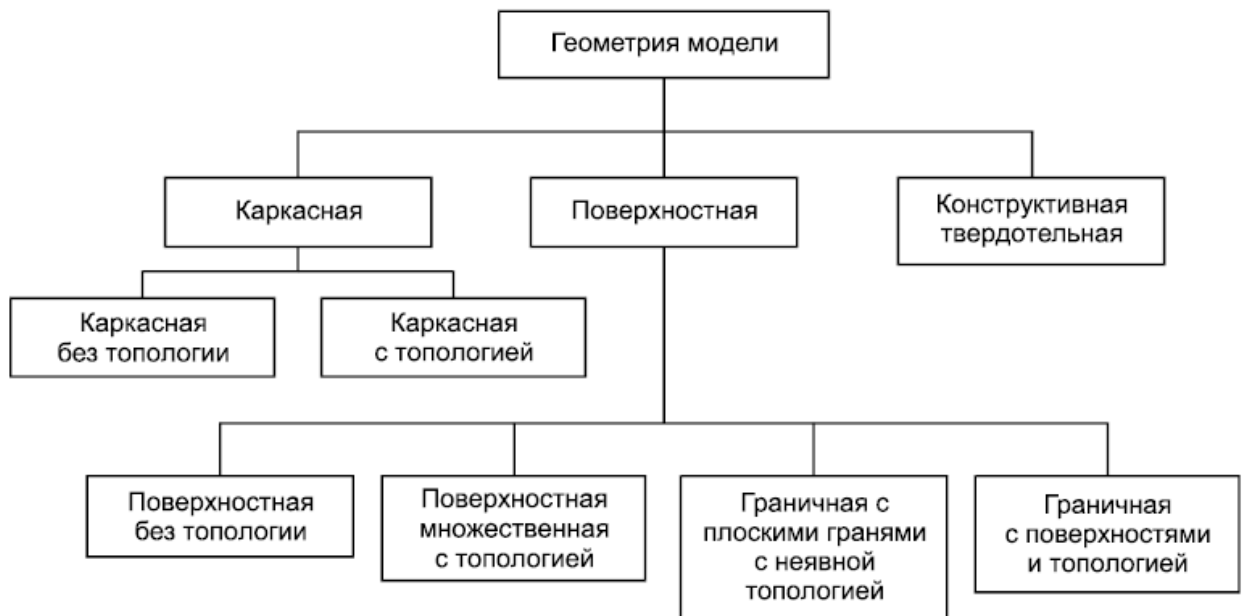 Геометрия модели
Каркасная
Поверхностная
Конструктивная
твердотельная
Каркасная
без топологии
Каркасная
с топологией
Поверхностная
без топологии
Поверхностная
множественная
с топологией
Граничная с
плоскими гранями
с неявной
топологией
Граничная
с поверхностями
и топологией